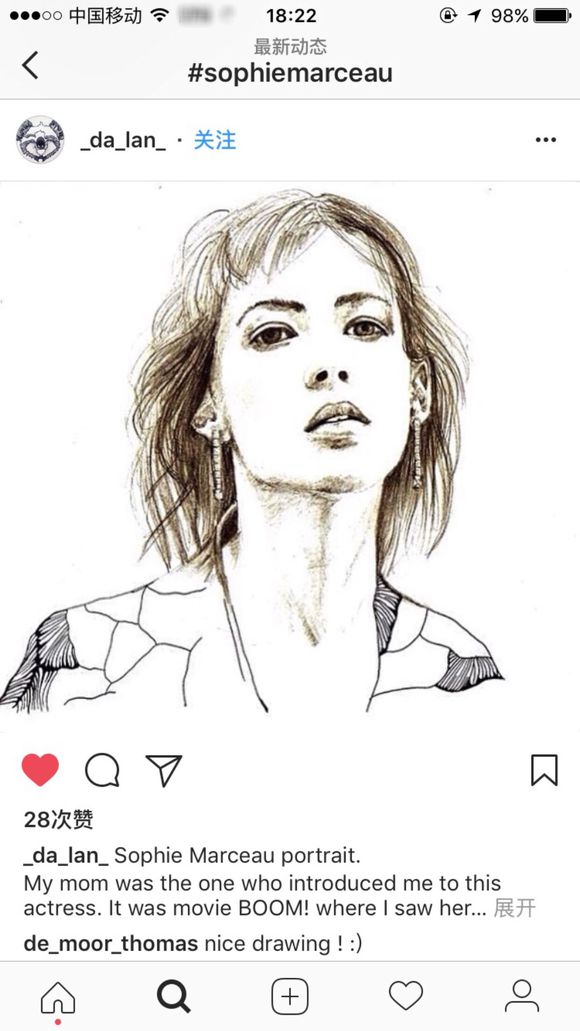 中国移动
18:22
98%
最新动态
#sophiemarceau
_da_lan_ · 关注
28次赞
_da_lan_ Sophie Marceau portrait.
My mom was the one who introduced me to this
actress. It was movie BOOM! where I saw her... 展开
de_moor_thomas nice drawing ! :)